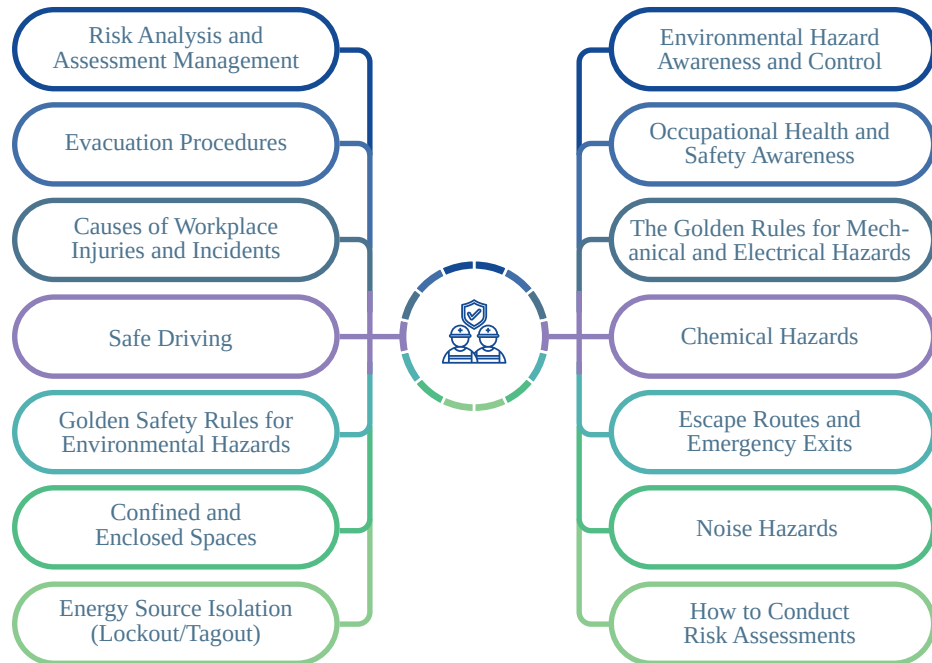 Risk Analysis and
Assessment Management
Evacuation Procedures
Causes of Workplace
Injuries and Incidents
Safe Driving
Golden Safety Rules for
Environmental Hazards
Confined and
Enclosed Spaces
Energy Source Isolation
(Lockout/Tagout)
Environmental Hazard
Awareness and Control
Occupational Health and
Safety Awareness
The Golden Rules for Mech-
anical and Electrical Hazards
Chemical Hazards
Escape Routes and
Emergency Exits
Noise Hazards
How to Conduct
Risk Assessments